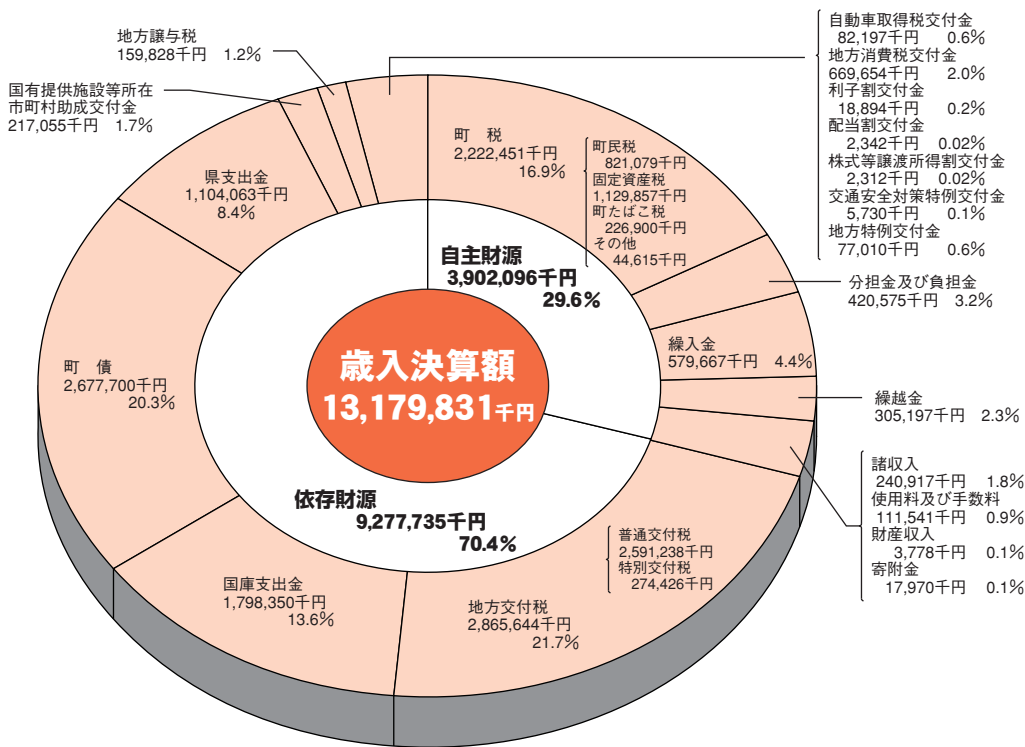 地方譲与税
159,828千円 1.2%
国有提供施設等所在
市町村助成交付金
217,055千円 1.7%
県支出金
1,104,063千円
8.4%
町 債
2,677,700千円
20.3%
国庫支出金
1,798,350千円
13.6%
地方交付税
2,865,644千円
21.7%
普通交付税
2,591,238千円
特別交付税
274,426千円
依存財源
9,277,735千円
70.4%
歳入決算額
13,179,831千円
自主財源
3,902,096千円
29.6%
町 税
2,222,451千円
16.9%
町民税
821,079千円
固定資産税
1,129,857千円
町たばこ税
226,900千円
その他
44,615千円
自動車取得税交付金
82,197千円 0.6%
地方消費税交付金
669,654千円 2.0%
利子割交付金
18,894千円 0.2%
配当割交付金
2,342千円 0.02%
株式等譲渡所得割交付金
2,312千円 0.02%
交通安全対策特例交付金
5,730千円 0.1%
地方特例交付金
77,010千円 0.6%
分担金及び負担金
420,575千円 3.2%
繰入金
579,667千円 4.4%
繰越金
305,197千円 2.3%
諸収入
240,917千円 1.8%
使用料及び手数料
111,541千円 0.9%
財産収入
3,778千円 0.1%
寄附金
17,970千円 0.1%